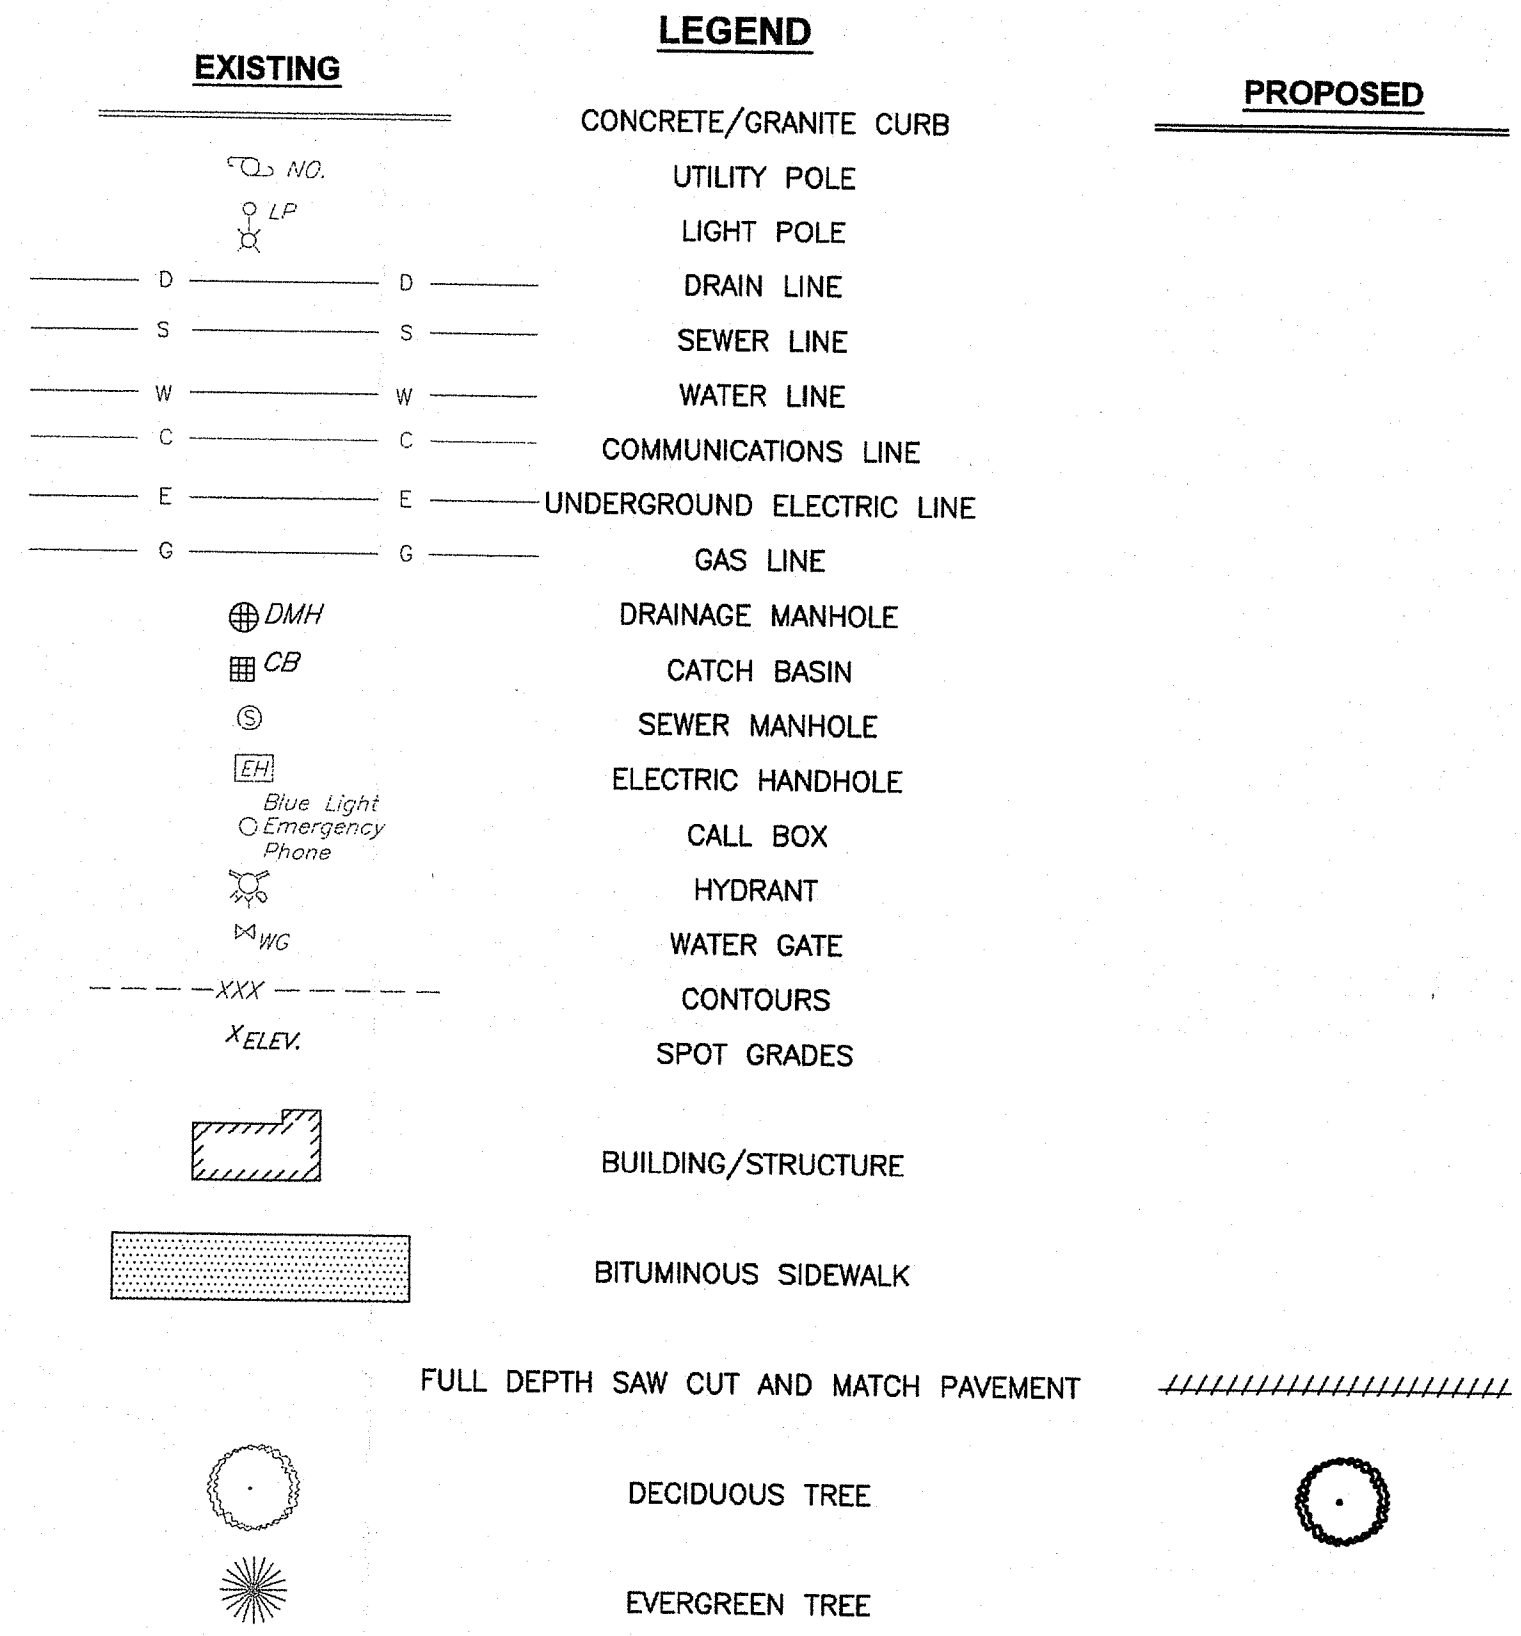 LEGEND
EXISTING
PROPOSED
CONCRETE/GRANITE CURB
NO. UTILITY POLE
LP LIGHT POLE
D D DRAIN LINE
S S SEWER LINE
W W WATER LINE
C C COMMUNICATIONS LINE
E E UNDERGROUND ELECTRIC LINE
G G GAS LINE
DMH DRAINAGE MANHOLE
CB CATCH BASIN
S SEWER MANHOLE
EH ELECTRIC HANDHOLE
Blue Light
Emergency CALL BOX
Phone
HYDRANT
WG WATER GATE
XXX CONTOURS
X ELEV. SPOT GRADES
BUILDING/STRUCTURE
BITUMINOUS SIDEWALK
FULL DEPTH SAW CUT AND MATCH PAVEMENT
DECIDUOUS TREE
EVERGREEN TREE